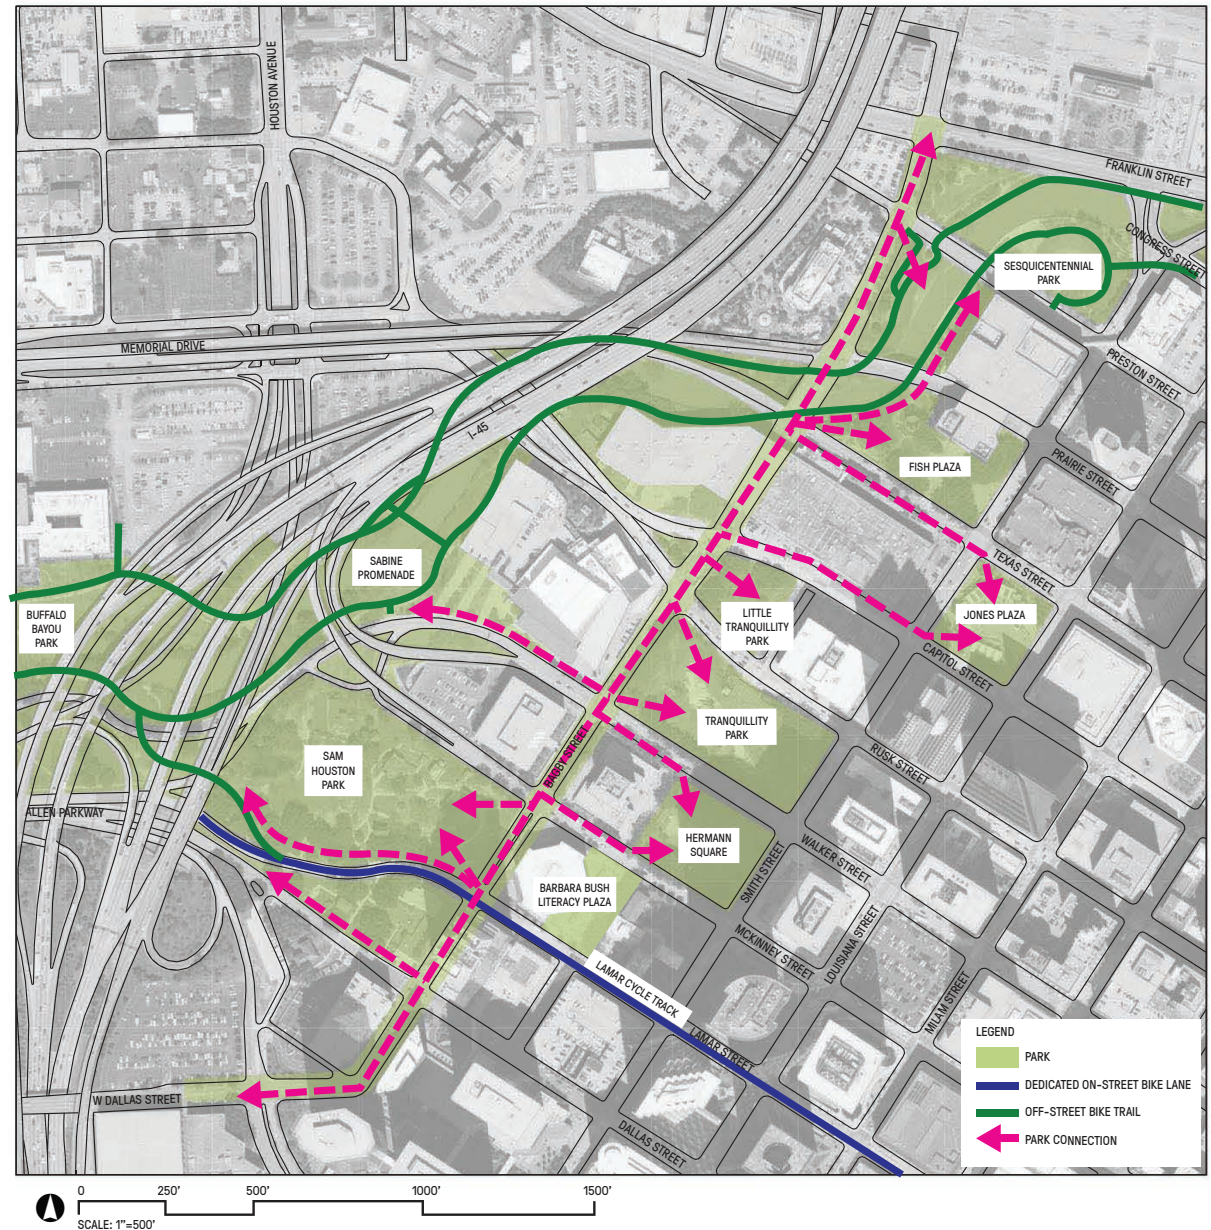 HOUSTON AVENUE
FRANKLIN STREET
CONGRESS STREET
SESQUICENTENNIAL
PARK
MEMORIAL DRIVE
PRESTON STREET
I-45
PRAIRIE STREET
FISH PLAZA
TEXAS STREET
SABINE
PROMENADE
BUFFALO
BAYOU
PARK
LITTLE
TRANQUILLITY
PARK
JONES PLAZA
CAPITOL STREET
TRANQUILLITY
PARK
BAGBY STREET
RUSK STREET
SAM
HOUSTON
PARK
ALLEN PARKWAY
HERMANN
SQUARE
WALKER STREET
SMITH STREET
BARBARA BUSH
LITERACY PLAZA
MCKINNEY STREET
LOUISIANA STREET
LAMAR CYCLE TRACK
MILAM STREET
LAMAR STREET
W DALLAS STREET
DALLAS STREET
LEGEND
PARK
DEDICATED ON-STREET BIKE LANE
OFF-STREET BIKE TRAIL
PARK CONNECTION
0 250' 500' 1000' 1500'
SCALE: 1"=500'